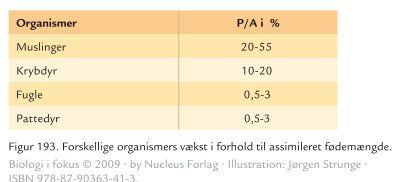 Organismer P/A i %
Muslinger 20-55
Krybdyr 10-20
Fugle 0,5-3
Pattedyr 0,5-3
Figur 193. Forskellige organismers vækst i forhold til assimileret fødemængde.
Biologi i fokus © 2009 · by Nucleus Forlag · Illustration: Jørgen Strunge ·
ISBN 978-87-90363-41-3.